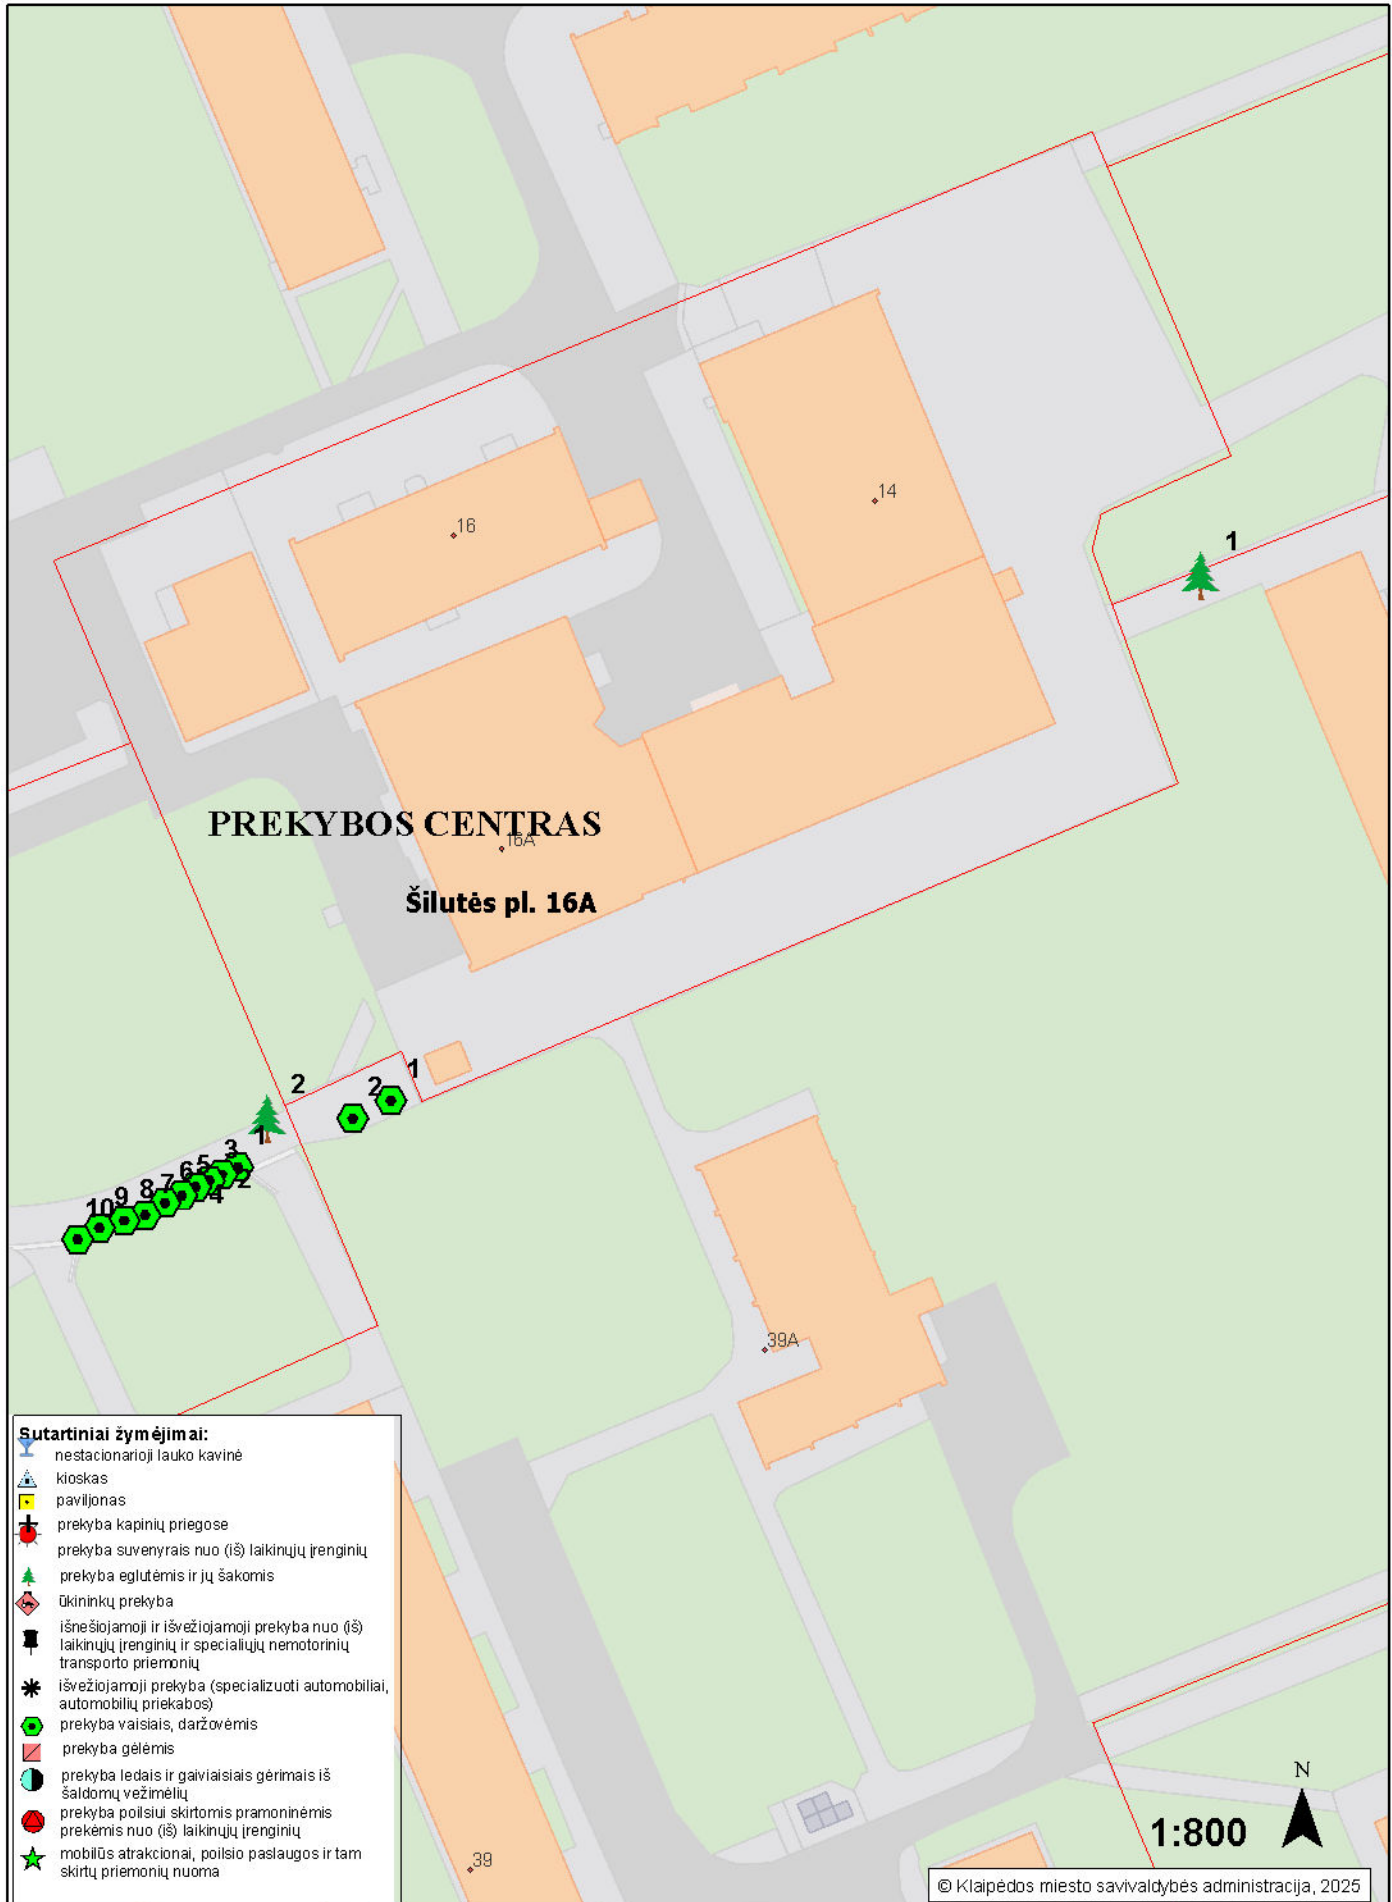 14
16
1
PREKYBOS CENTRAS
16A
Šilutės pl. 16A
2
1
2
1
3
2
5
4
6
7
8
9
10
39A
Sutartiniai žymėjimai:
nestacionarioji lauko kavinė
kioskas
paviljonas
prekyba kapinių priegose
prekyba suvenyrais nuo (iš) laikinųjų įrenginių
prekyba eglutėmis ir jų šakomis
ūkininkų prekyba
išnešiojamoji ir išvežiojamoji prekyba nuo (iš)
laikinųjų įrenginių ir specialiųjų nemotorinių
transporto priemonių
išvežiojamoji prekyba (specializuoti automobiliai,
automobilių priekabos)
prekyba vaisiais, daržovėmis
prekyba gėlėmis
prekyba ledais ir gaiviaisiais gėrimais iš
šaldomų vežimėlių
prekyba poilsiui skirtomis pramoninėmis
prekėmis nuo (iš) laikinųjų įrenginių
mobilūs atrakcionai, poilsio paslaugos ir tam
skirtų priemonių nuoma
39
N
1:800
© Klaipėdos miesto savivaldybės administracija, 2025